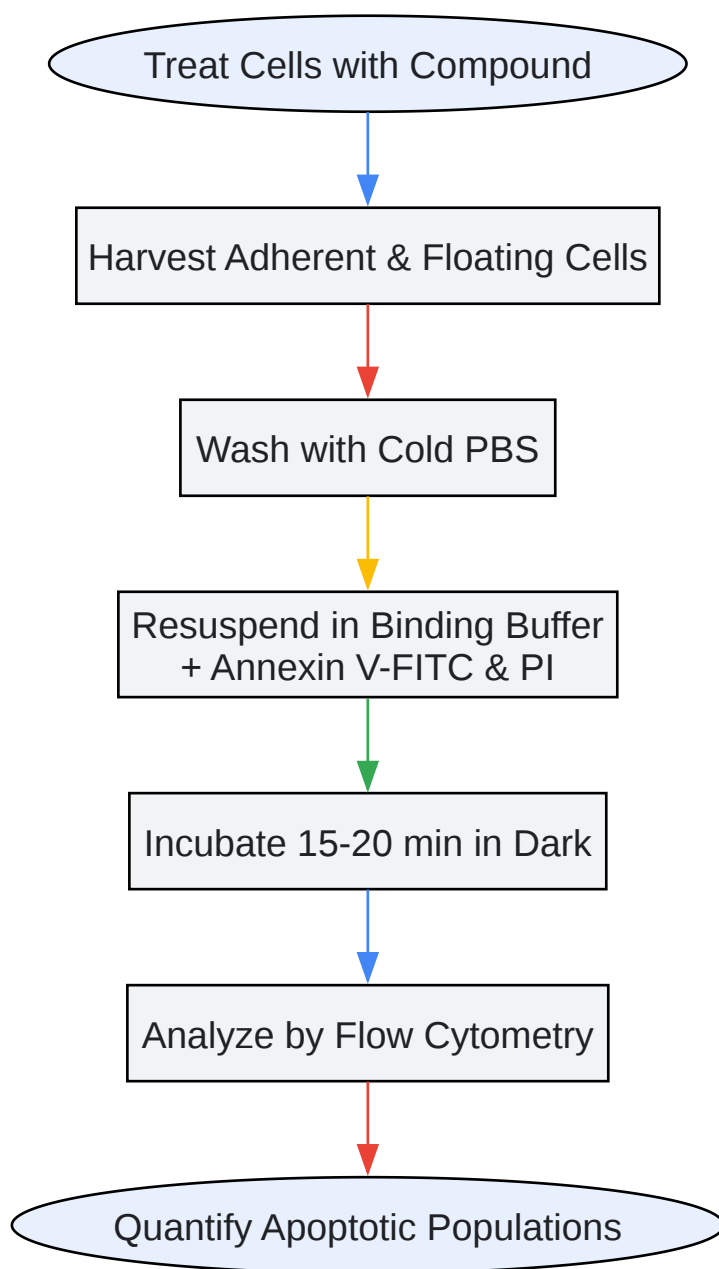 Treat Cells with Compound
Harvest Adherent & Floating Cells
Wash with Cold PBS
Resuspend in Binding Buffer
+ Annexin V-FITC & PI
Incubate 15-20 min in Dark
Analyze by Flow Cytometry
Quantify Apoptotic Populations